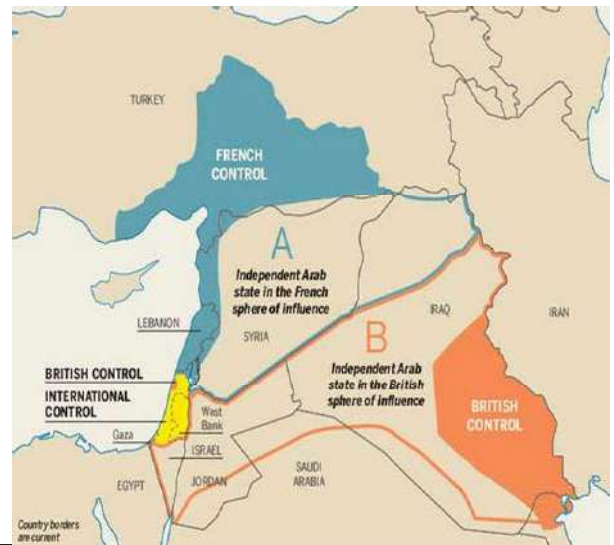 TURKEY
FRENCH
CONTROL
A
Independent Arab
state in the French
sphere of influence
LEBANON
SYRIA
IRAQ
IRAN
B
Independent Arab
state in the British
sphere of influence
BRITISH CONTROL
INTERNATIONAL
CONTROL
BRITISH
CONTROL
Gaza
West
Bank
ISRAEL
EGYPT
JORDAN
SAUDI
ARABIA
Country borders
are current